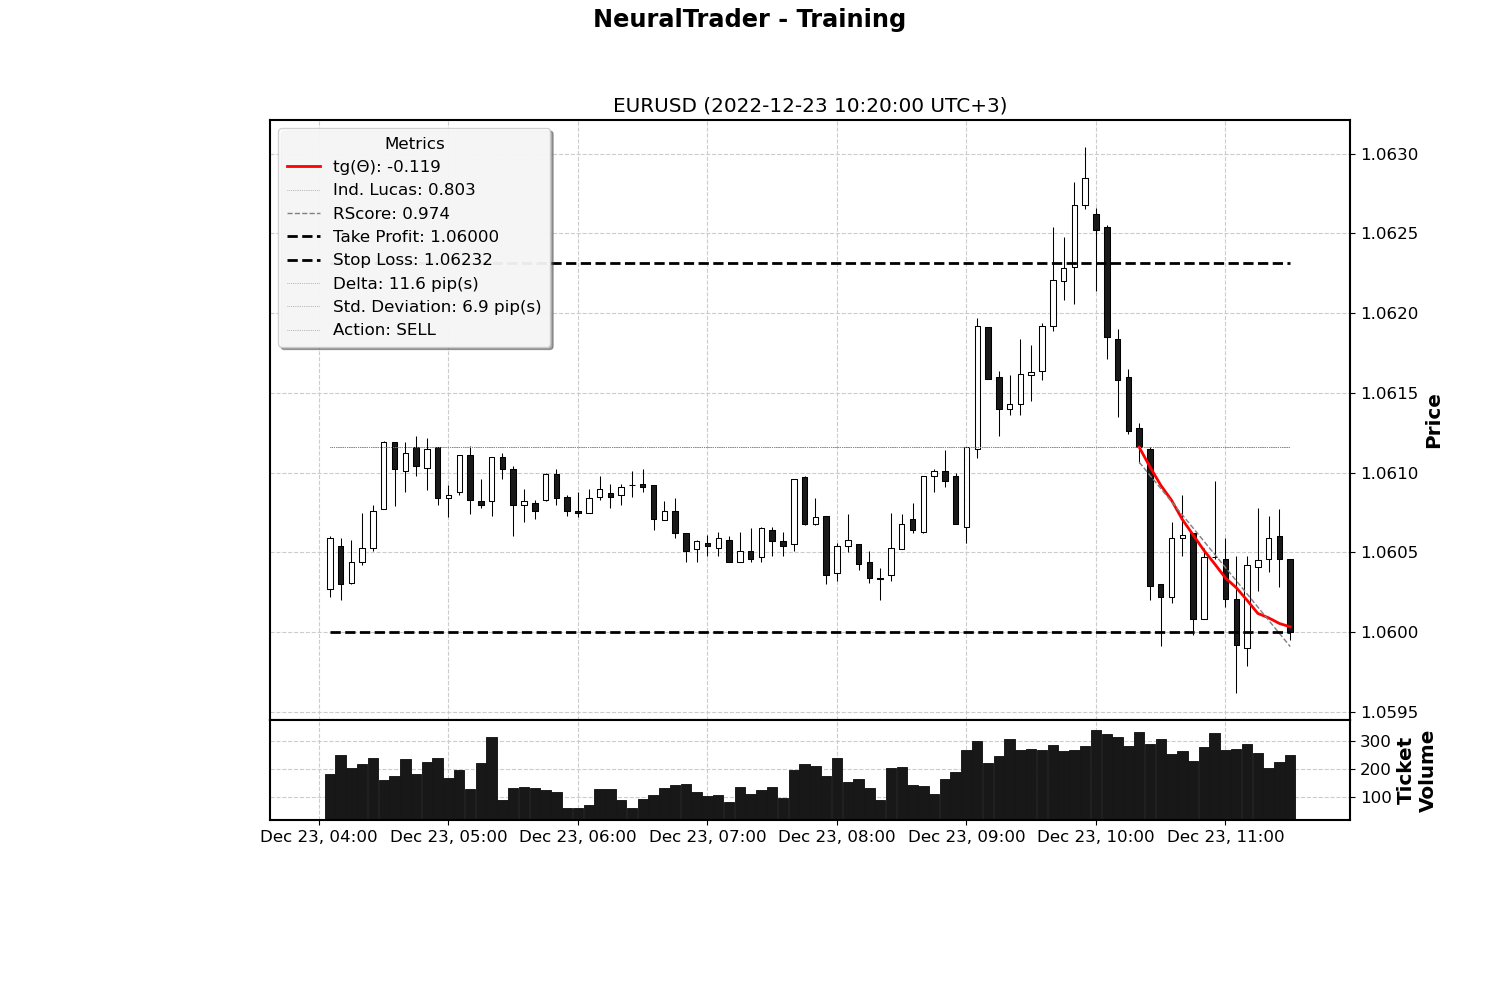 NeuralTrader - Training
EURUSD (2022-12-23 10:20:00 UTC+3)
Metrics
tg(Θ): -0.119
Ind. Lucas: 0.803
RScore: 0.974
Take Profit: 1.06000
Stop Loss: 1.06232
Delta: 11.6 pip(s)
Std. Deviation: 6.9 pip(s)
Action: SELL
1.0630
1.0625
1.0620
1.0615
1.0610
1.0605
1.0600
1.0595
Price
300
200
100
Ticket
Volume
Dec 23, 04:00
Dec 23, 05:00
Dec 23, 06:00
Dec 23, 07:00
Dec 23, 08:00
Dec 23, 09:00
Dec 23, 10:00
Dec 23, 11:00